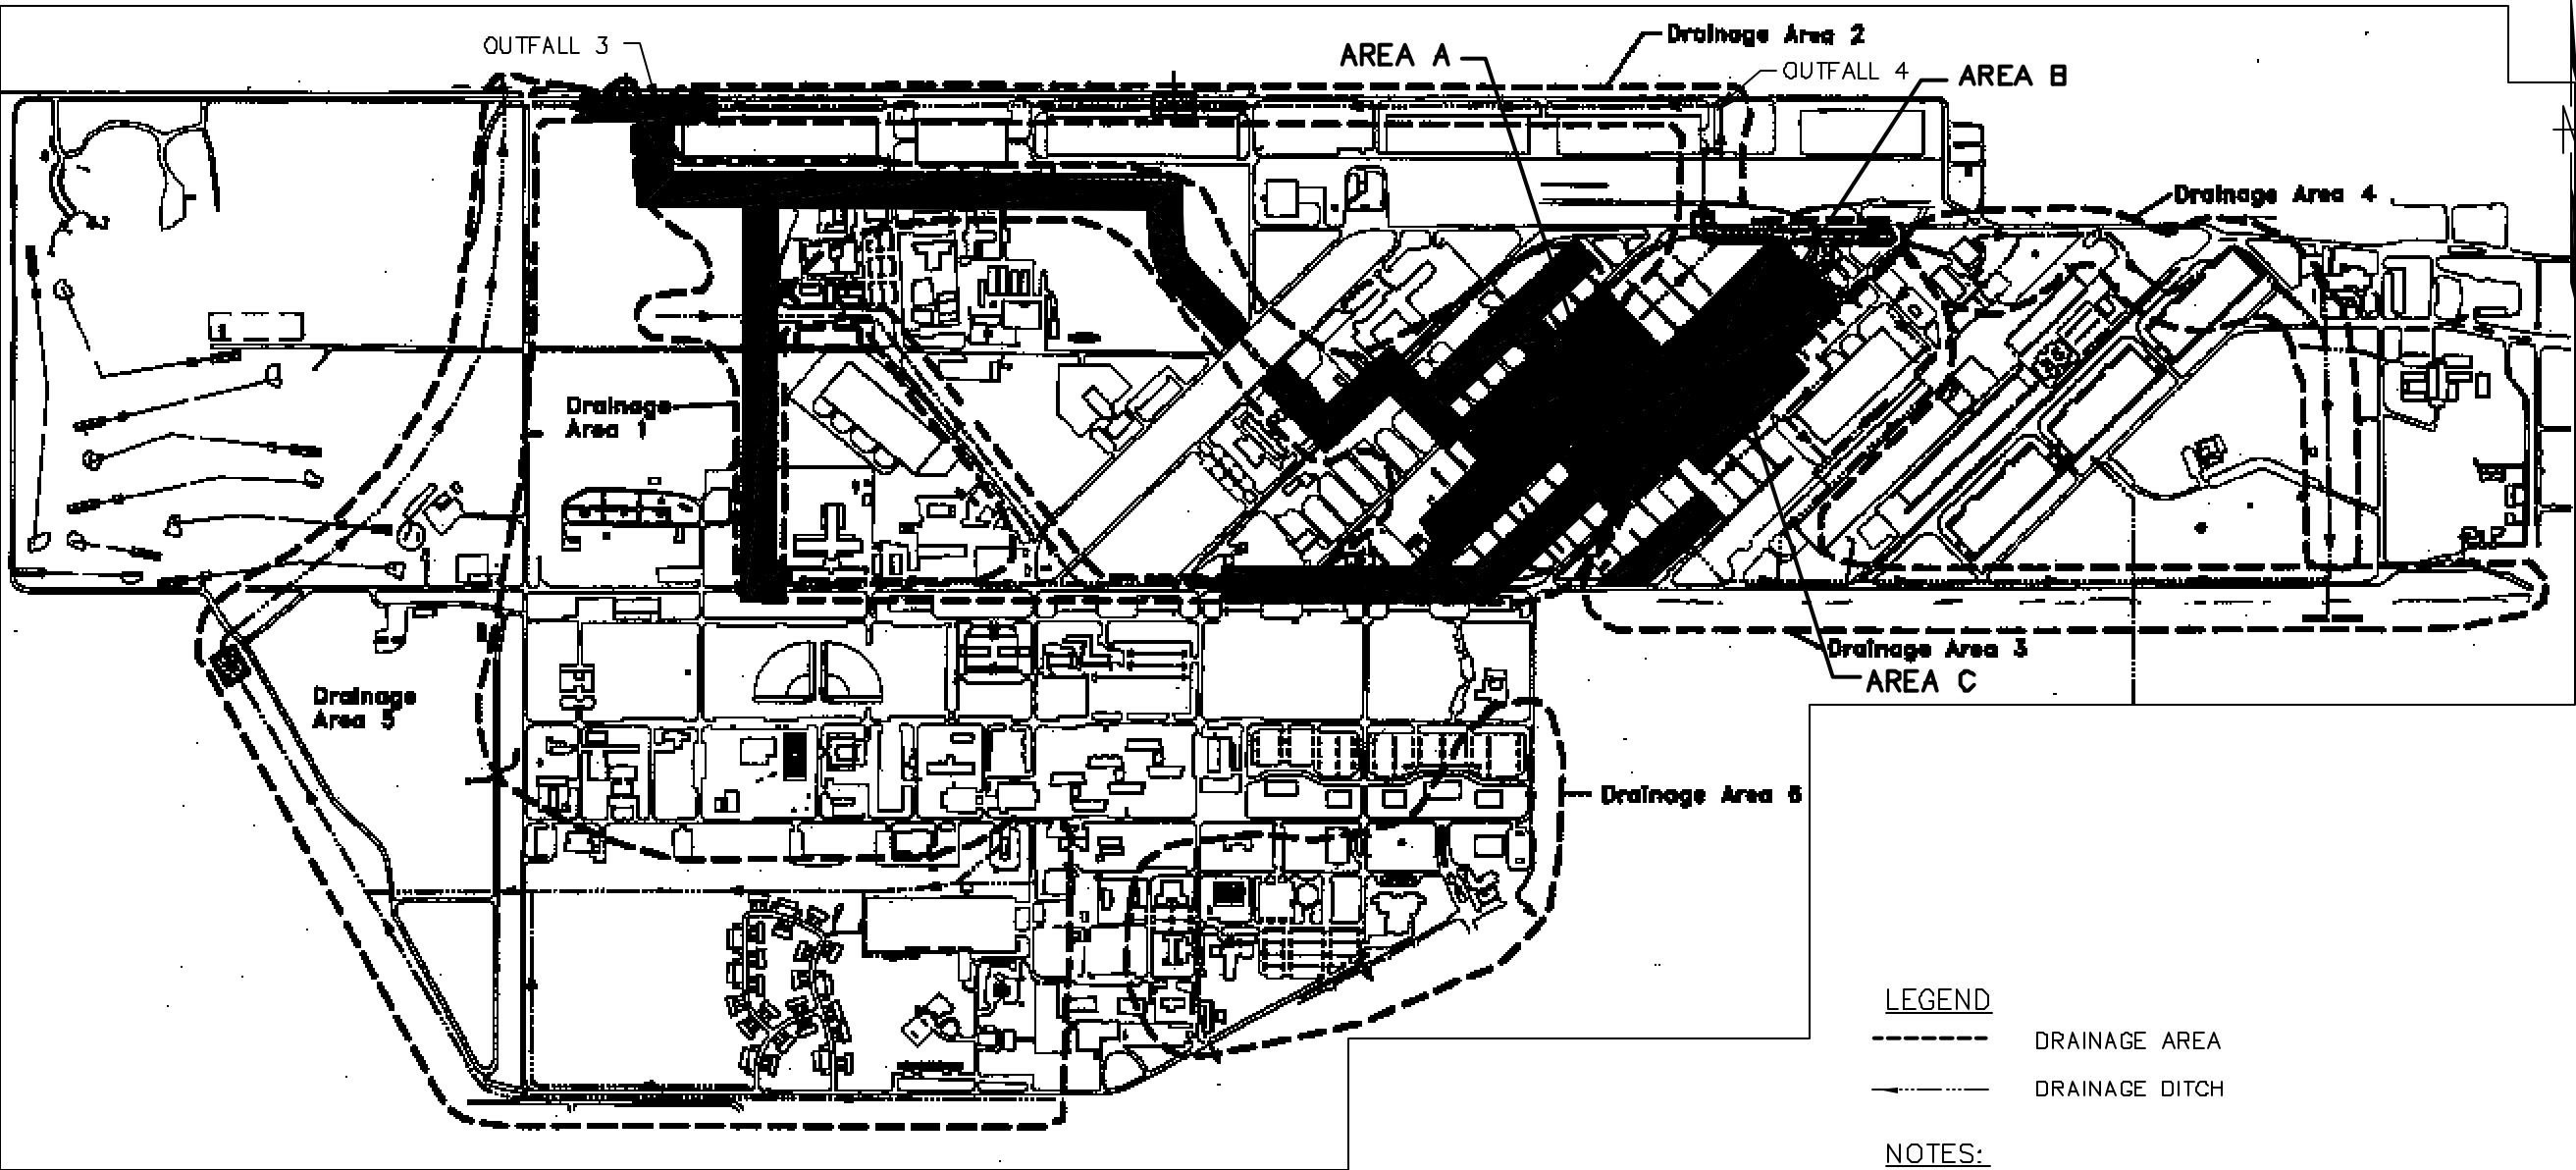 OUTFALL 3
AREA A
Drainage Area 2
OUTFALL 4
AREA B
Drainage Area 4
Drainage
Area 1
Drainage Area 3
AREA C
Drainage
Area 5
Drainage Area 6
LEGEND
DRAINAGE AREA
DRAINAGE DITCH
NOTES: